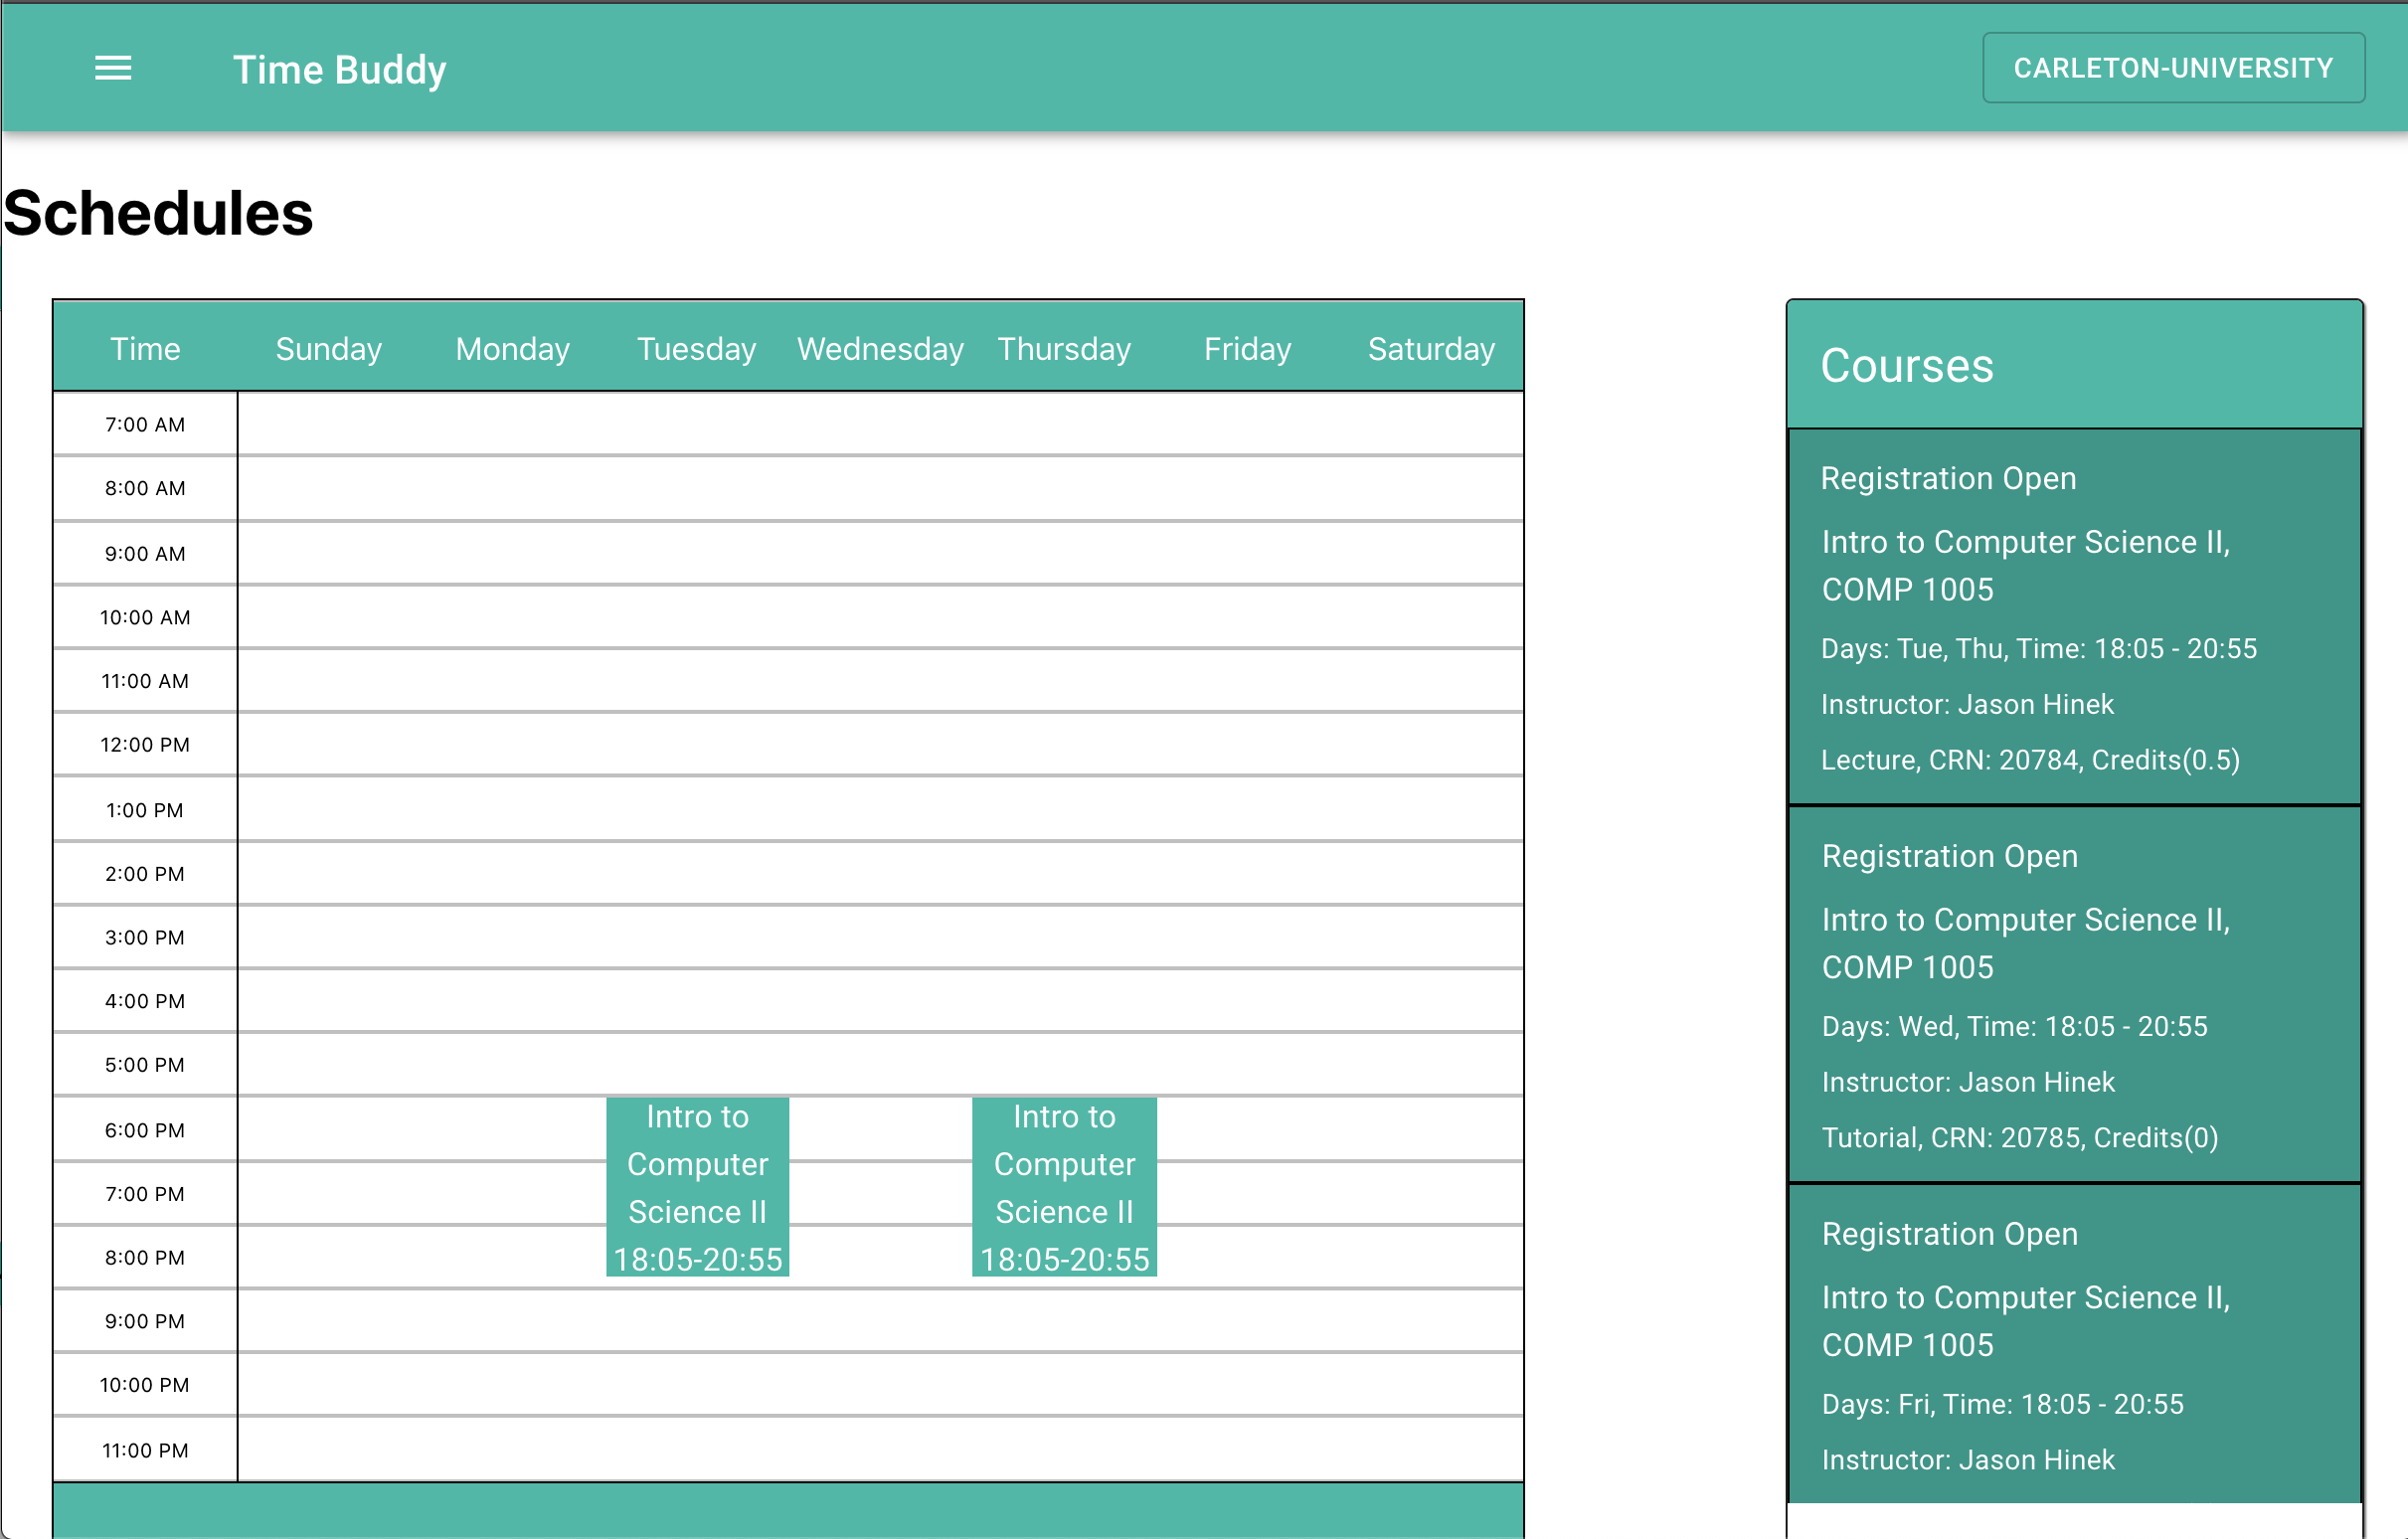 Time Buddy
CARLETON-UNIVERSITY
Schedules
Time Sunday Monday Tuesday Wednesday Thursday Friday Saturday
7:00 AM
8:00 AM
9:00 AM
10:00 AM
11:00 AM
12:00 PM
1:00 PM
2:00 PM
3:00 PM
4:00 PM
5:00 PM
6:00 PM
7:00 PM
8:00 PM
9:00 PM
10:00 PM
11:00 PM
Intro to
Computer
Science II
18:05-20:55
Intro to
Computer
Science II
18:05-20:55
Courses
Registration Open
Intro to Computer Science II,
COMP 1005
Days: Tue, Thu, Time: 18:05 - 20:55
Instructor: Jason Hinek
Lecture, CRN: 20784, Credits(0.5)
Registration Open
Intro to Computer Science II,
COMP 1005
Days: Wed, Time: 18:05 - 20:55
Instructor: Jason Hinek
Tutorial, CRN: 20785, Credits(0)
Registration Open
Intro to Computer Science II,
COMP 1005
Days: Fri, Time: 18:05 - 20:55
Instructor: Jason Hinek